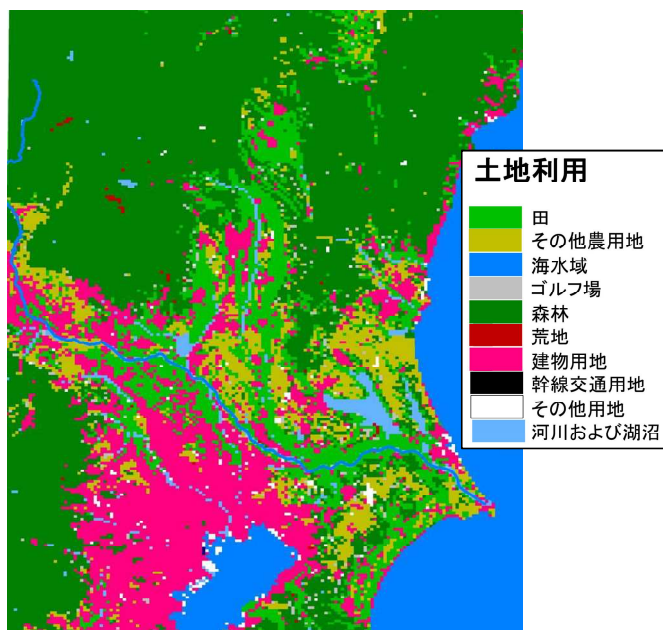 土地利用
田
その他農用地
海水域
ゴルフ場
森林
荒地
建物用地
幹線交通用地
その他用地
河川および湖沼